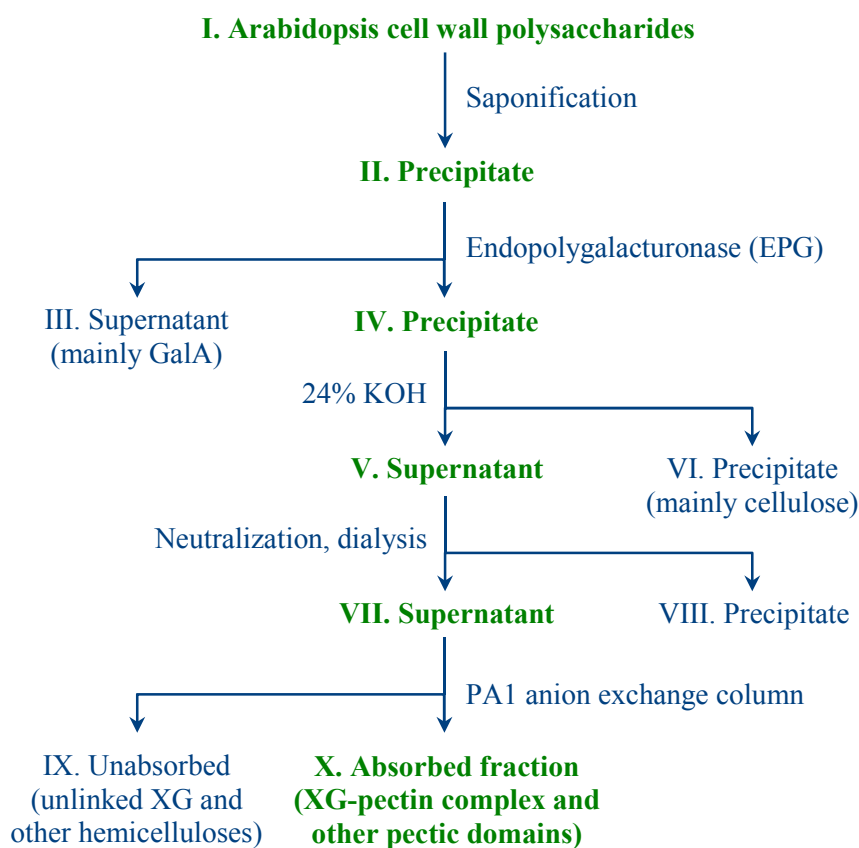 I. Arabidopsis cell wall polysaccharides
Saponification
II. Precipitate
Endopolygalacturonase (EPG)
III. Supernatant
(mainly GalA)
IV. Precipitate
24% KOH
V. Supernatant
VI. Precipitate
(mainly cellulose)
Neutralization, dialysis
VII. Supernatant
VIII. Precipitate
PA1 anion exchange column
IX. Unabsorbed
(unlinked XG and
other hemicelluloses)
X. Absorbed fraction
(XG-pectin complex and
other pectic domains)